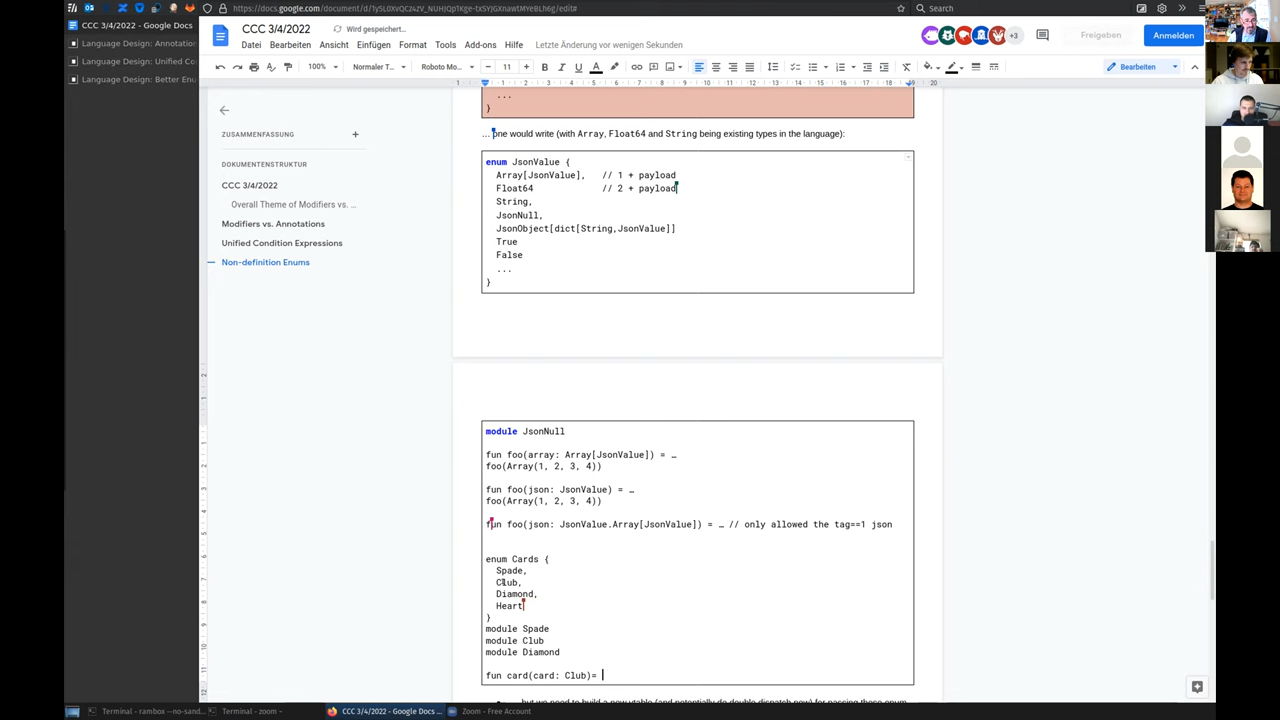 CCC 3/4/2022 - Google Docs
Language Design: Annotatio
Language Design: Unified Co
Language Design: Better Enu
Search
CCC 3/4/2022
Wird gespeichert…
Datei Bearbeiten Ansicht Einfügen Format Tools Add-ons Hilfe Letzte Änderung vor wenigen Sekunden
+3
Freigeben
Anmelden
100% Normaler T... Roboto Mo... 11
Bearbeiten
ZUSAMMENFASSUNG
DOKUMENTSTRUKTUR
CCC 3/4/2022
Overall Theme of Modifiers vs. …
Modifiers vs. Annotations
Unified Condition Expressions
Non-definition Enums
...
}
… one would write (with Array, Float64 and String being existing types in the language):
enum JsonValue {
Array[JsonValue], // 1 + payload
Float64 // 2 + payload
String,
JsonNull,
JsonObject[dict[String,JsonValue]]
True
False
...
}
module JsonNull
fun foo(array: Array[JsonValue]) = …
foo(Array(1, 2, 3, 4))
fun foo(json: JsonValue) = …
foo(Array(1, 2, 3, 4))
fun foo(json: JsonValue.Array[JsonValue]) = … // only allowed the tag==1 json
enum Cards {
Spade,
Club,
Diamond,
Heart
}
module Spade
module Club
module Diamond
fun card(card: Club)=
Terminal - rambox --no-sand…
Terminal - zoom ~
CCC 3/4/2022 - Google Docs …
Zoom - Free Account